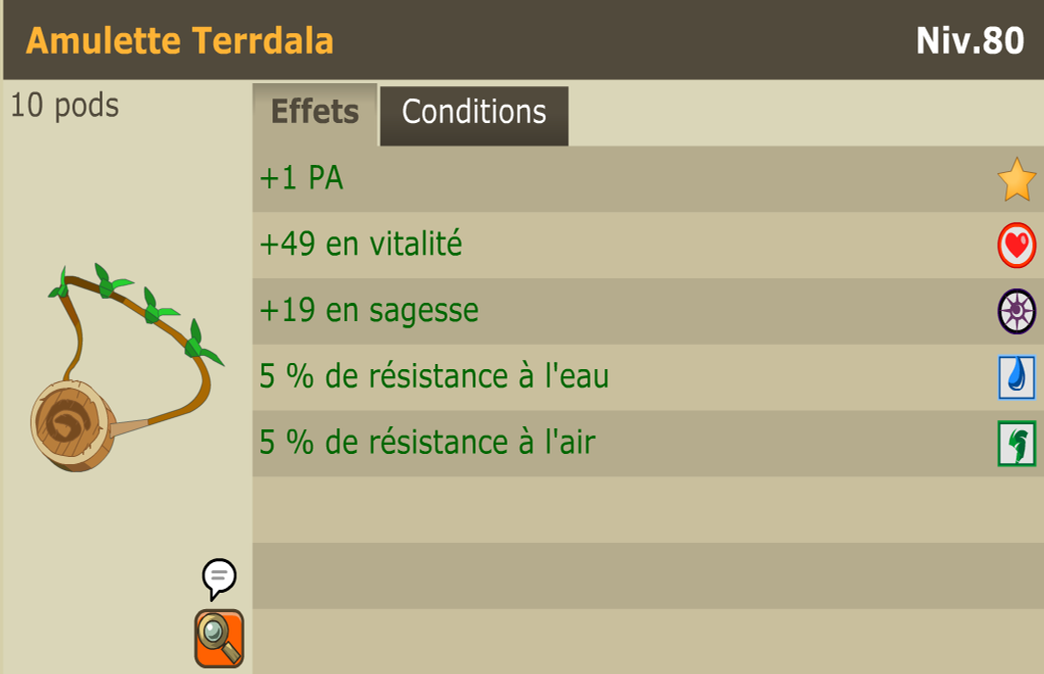 Amulette Terrdala
Niv.80
10 pods
Effets
Conditions
+1 PA
+49 en vitalité
+19 en sagesse
5 % de résistance à l'eau
5 % de résistance à l'air